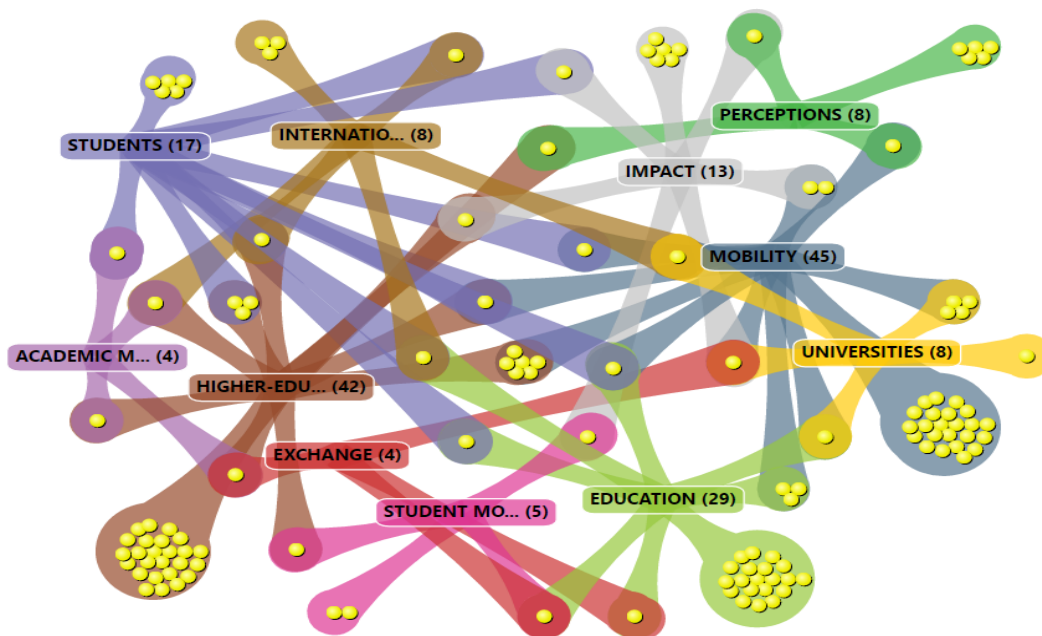 PERCEPTIONS (8)
INTERNATIO... (8)
STUDENTS (17)
IMPACT (13)
MOBILITY (45)
UNIVERSITIES (8)
ACADEMIC M... (4)
HIGHER-EDU... (42)
EXCHANGE (4)
EDUCATION (29)
STUDENT MO... (5)